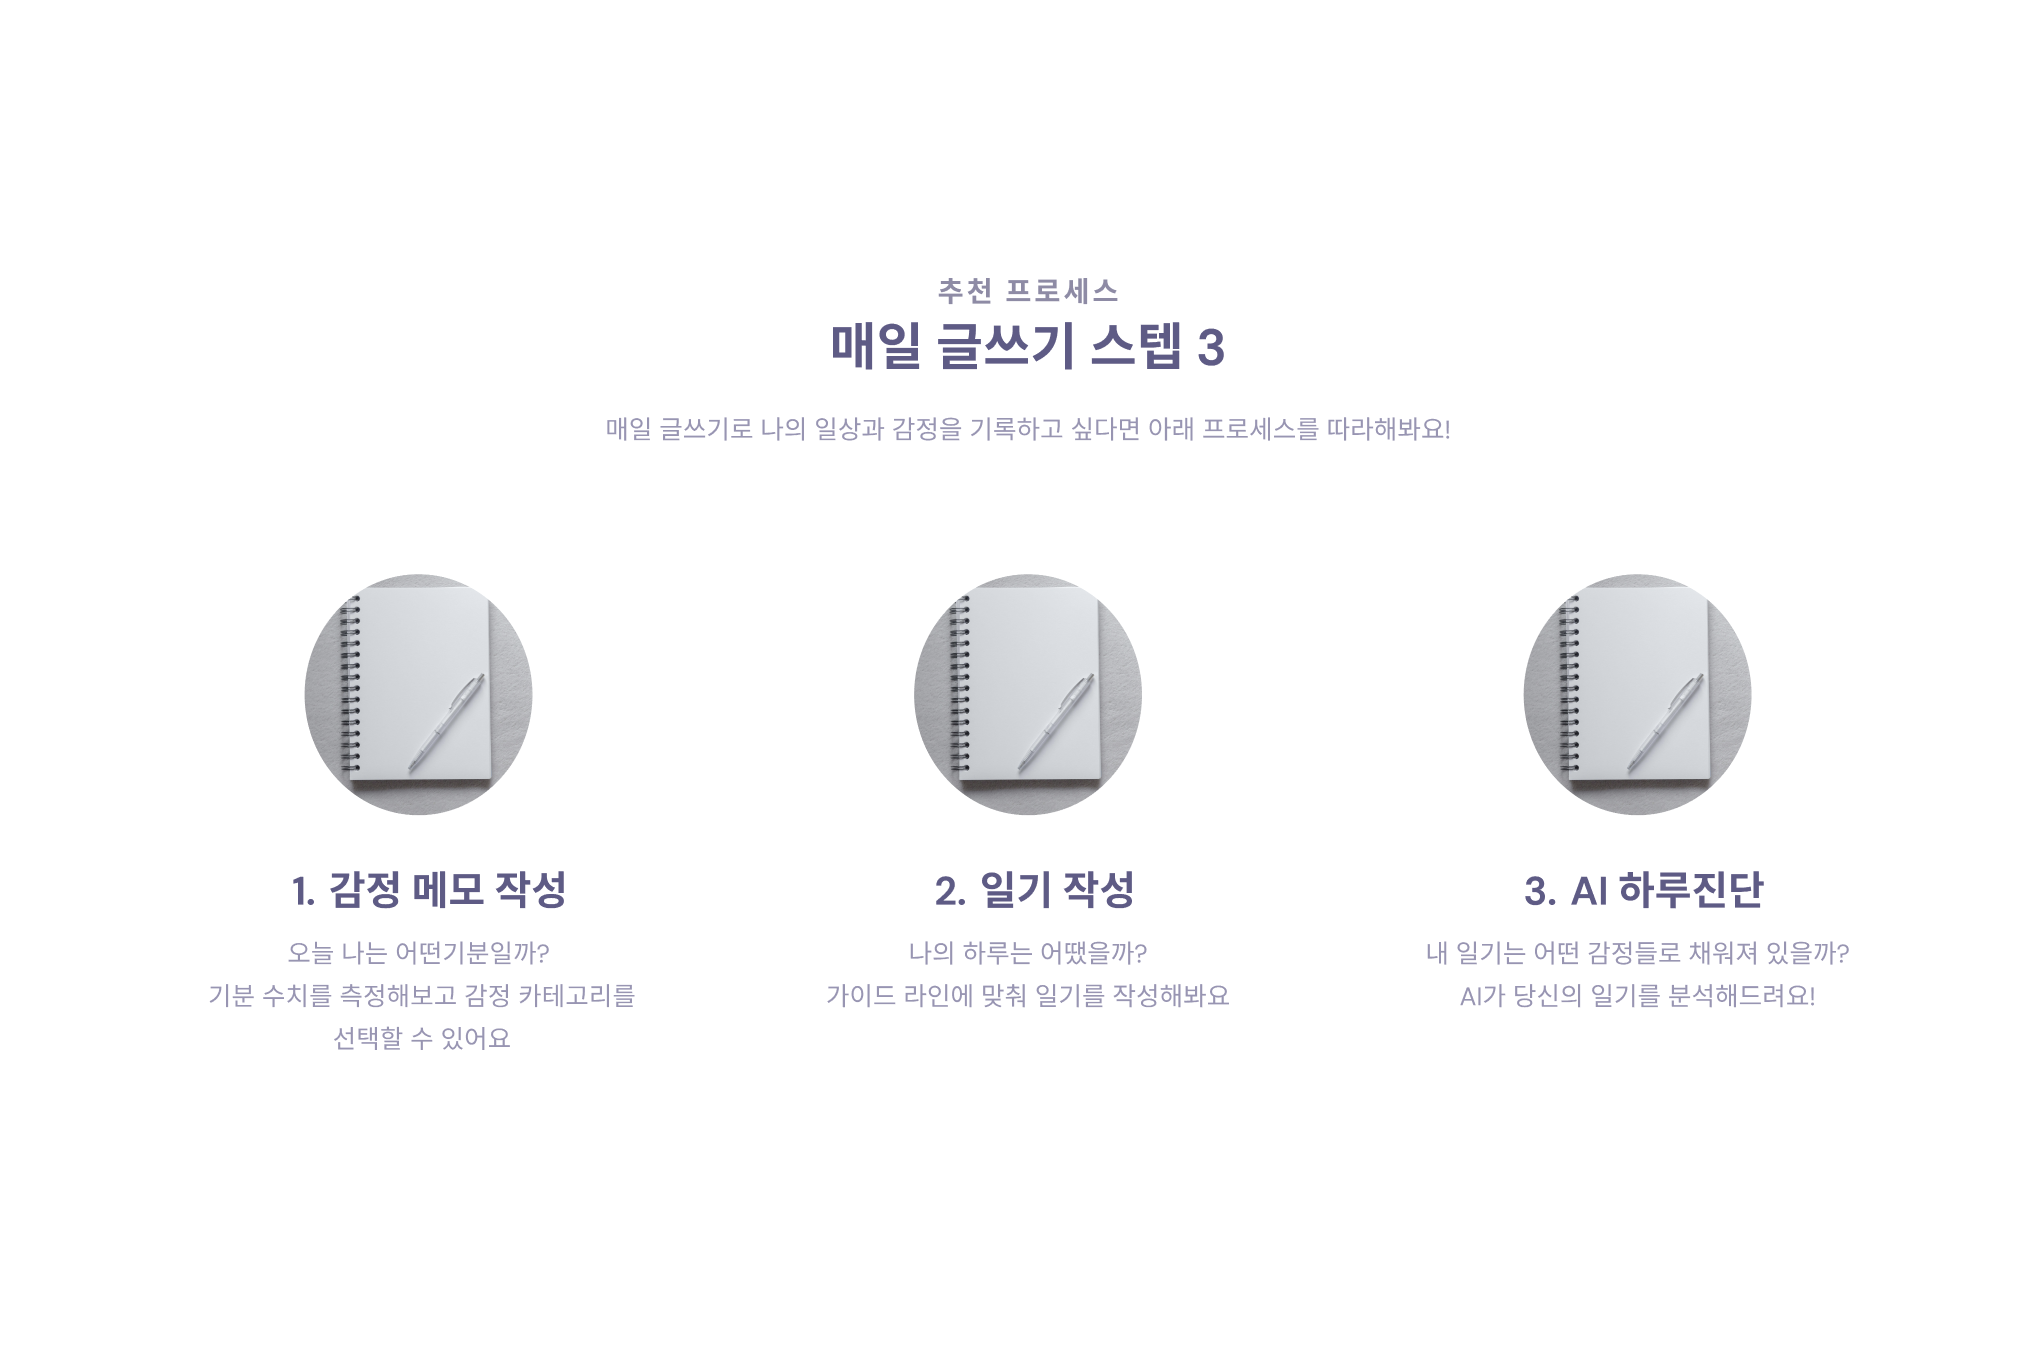 추천 프로세스
매일 글쓰기 스텝 3
매일 글쓰기로 나의 일상과 감정을 기록하고 싶다면 아래 프로세스를 따라해봐요!
1. 감정 메모 작성
오늘 나는 어떤기분일까?
기분 수치를 측정해보고 감정 카테고리를
선택할 수 있어요
2. 일기 작성
나의 하루는 어땠을까?
가이드 라인에 맞춰 일기를 작성해봐요
3. AI 하루진단
내 일기는 어떤 감정들로 채워져 있을까?
AI가 당신의 일기를 분석해드려요!